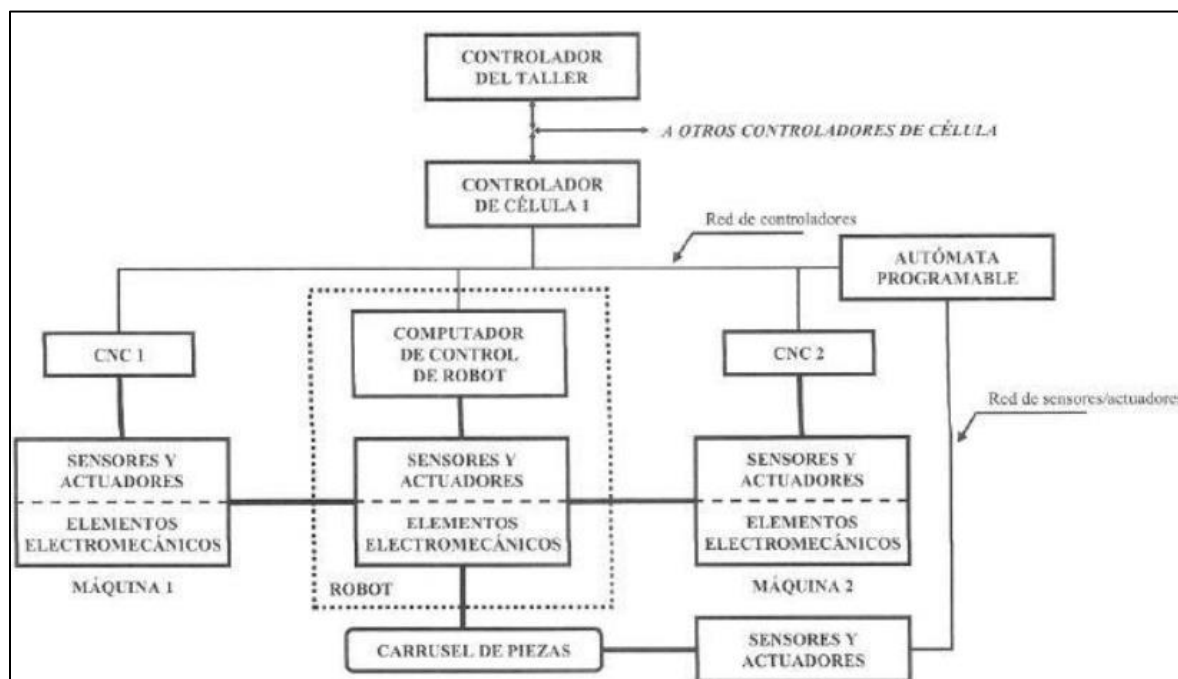 CONTROLADOR
DEL TALLER
A OTROS CONTROLADORES DE CÉLULA
CONTROLADOR
DE CÉLULA 1
Red de controladores
AUTÓMATA
PROGRAMABLE
CNC 1
COMPUTADOR
DE CONTROL
DE ROBOT
CNC 2
Red de sensores/actuadores
SENSORES Y
ACTUADORES
ELEMENTOS
ELECTROMECÁNICOS
MÁQUINA 1
SENSORES Y
ACTUADORES
ELEMENTOS
ELECTROMECÁNICOS
ROBOT
SENSORES Y
ACTUADORES
ELEMENTOS
ELECTROMECÁNICOS
MÁQUINA 2
CARRUSEL DE PIEZAS
SENSORES Y
ACTUADORES